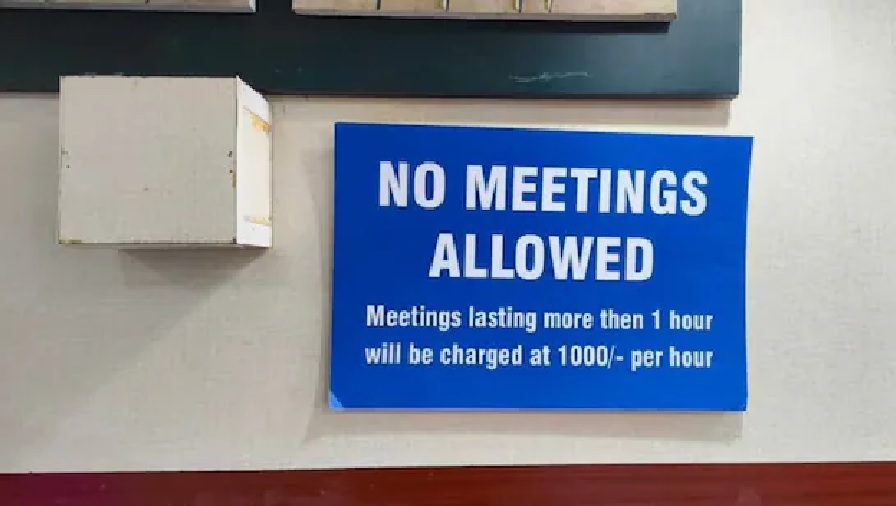 NO MEETINGS
ALLOWED
Meetings lasting more then 1 hour
will be charged at 1000/- per hour